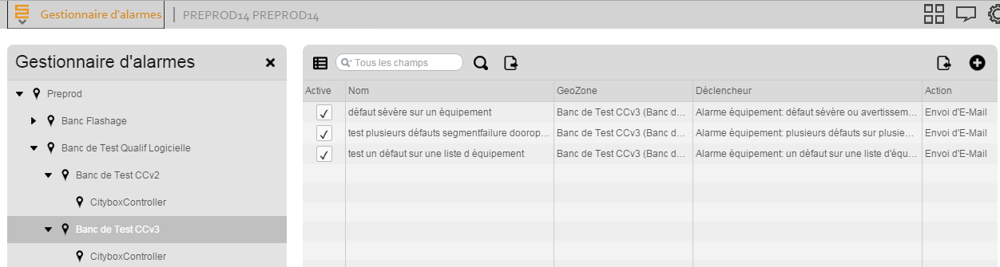 Gestionnaire d'alarmes | PREPROD14 PREPROD14
Gestionnaire d'alarmes
Preprod
Banc Flashage
Banc de Test Qualif Logicielle
Banc de Test CCv2
CityboxController
Banc de Test CCv3
CityboxController
Tous les champs
Active Nom GeoZone Déclencheur Action
défaut sévère sur un équipement Banc de Test CCv3 (Banc d... Alarme équipement: défaut sévère ou avertissem... Envoi d'E-Mail
test plusieurs défauts segmentfailure doorop... Banc de Test CCv3 (Banc d... Alarme équipement: plusieurs défauts sur plusie... Envoi d'E-Mail
test un défaut sur une liste d équipement Banc de Test CCv3 (Banc d... Alarme équipement: un défaut sur une liste d'équ... Envoi d'E-Mail